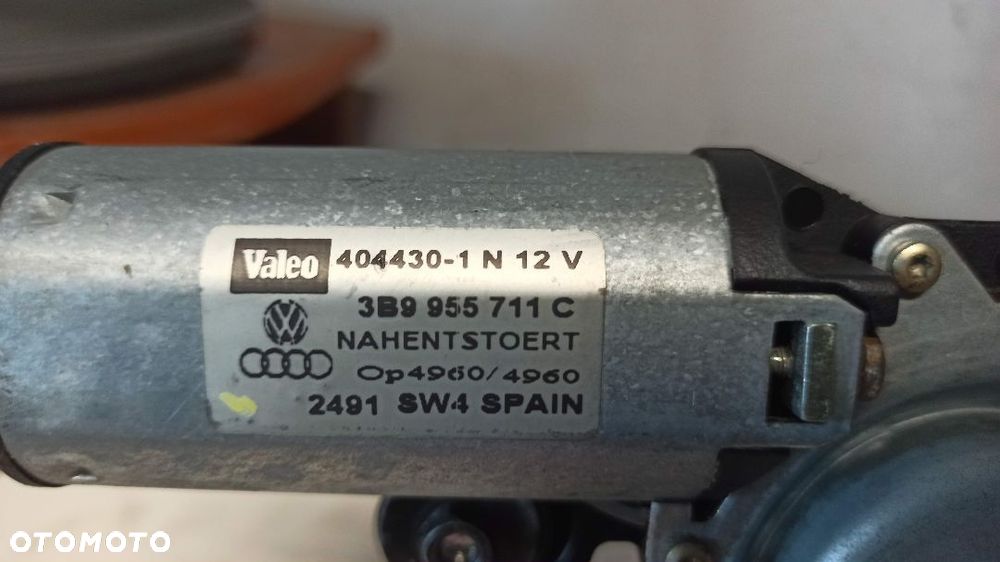 Valeo 404430-1 N 12 V
3B9 955 711 C
NAHENTSTOERT
Op4960/4960
2491 SW4 SPAIN
OTOMOTO